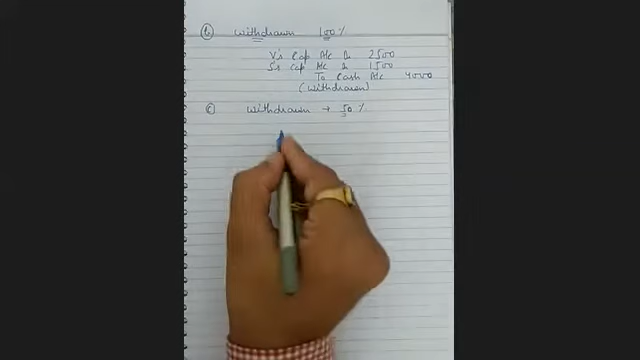 (b) withdrawn 100%
V's Cap A/c Dr 2500
S's Cap A/c Dr 1500
To Cash A/c 4000
(Withdrawn)
(c) withdrawn → 50%